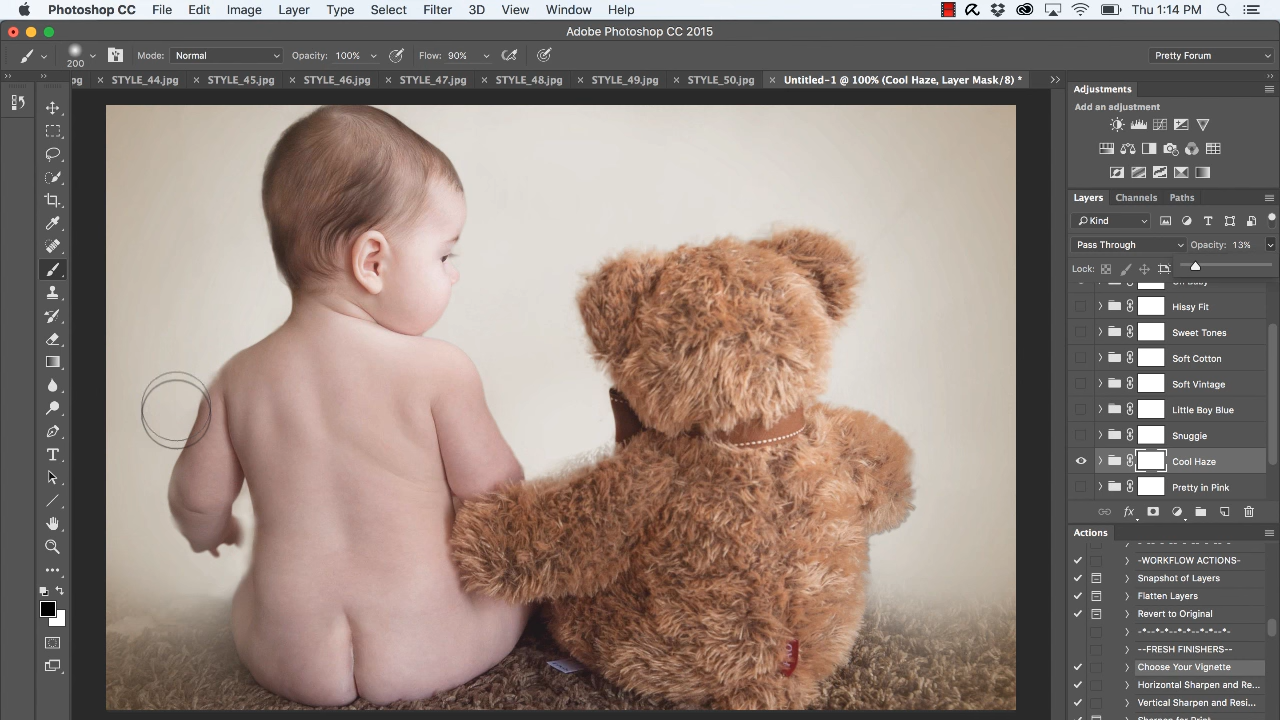 Photoshop CC File Edit Image Layer Type Select Filter 3D View Window Help Thu 1:14 PM
Adobe Photoshop CC 2015
200 Mode: Normal Opacity: 100% Flow: 90% Pretty Forum
pg STYLE_44.jpg STYLE_45.jpg STYLE_46.jpg STYLE_47.jpg STYLE_48.jpg STYLE_49.jpg STYLE_50.jpg Untitled-1 @ 100% (Cool Haze, Layer Mask/8) *
Adjustments
Add an adjustment
Layers Channels Paths
Kind
Pass Through Opacity: 13%
Lock:
Hissy Fit
Sweet Tones
Soft Cotton
Soft Vintage
Little Boy Blue
Snuggie
Cool Haze
Pretty in Pink
fx
Actions
-WORKFLOW ACTIONS-
Snapshot of Layers
Flatten Layers
Revert to Original
-*--*-*--*-*--*-*--*-
--FRESH FINISHERS--
Choose Your Vignette
Horizontal Sharpen and Re...
Vertical Sharpen and Resi...
Sharpen for Print